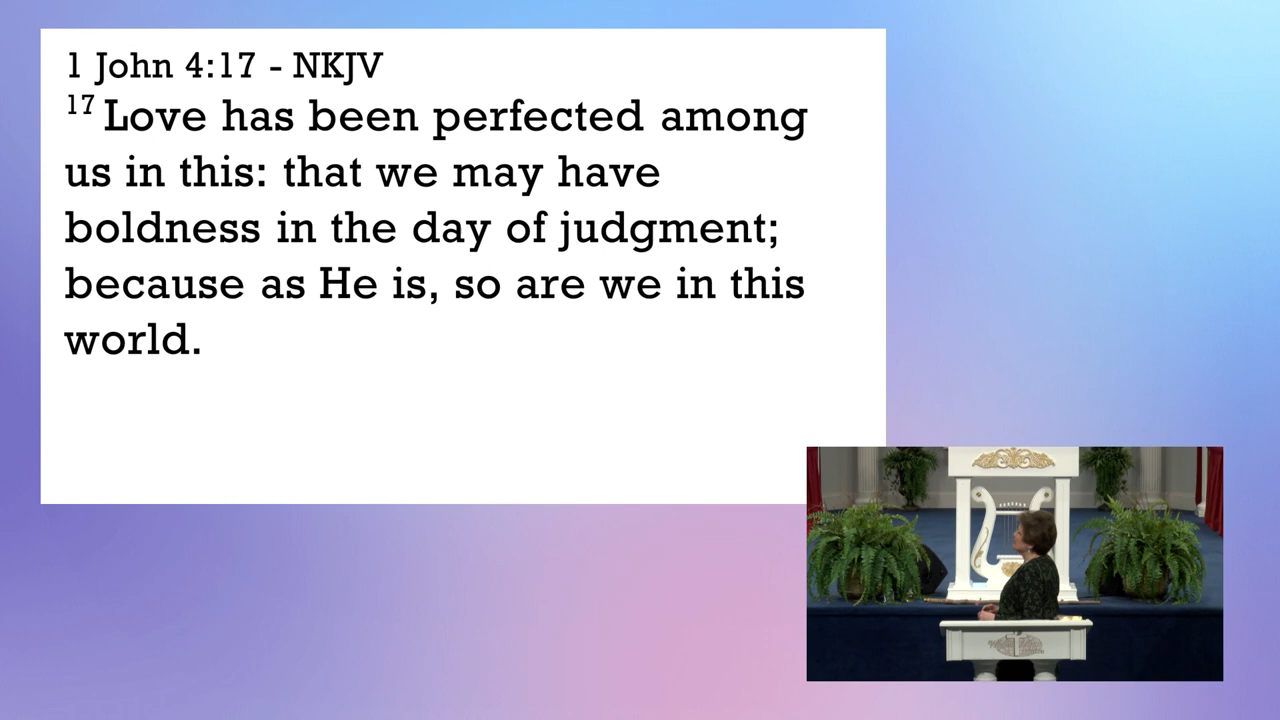 1 John 4:17 - NKJV
17 Love has been perfected among
us in this: that we may have
boldness in the day of judgment;
because as He is, so are we in this
world.